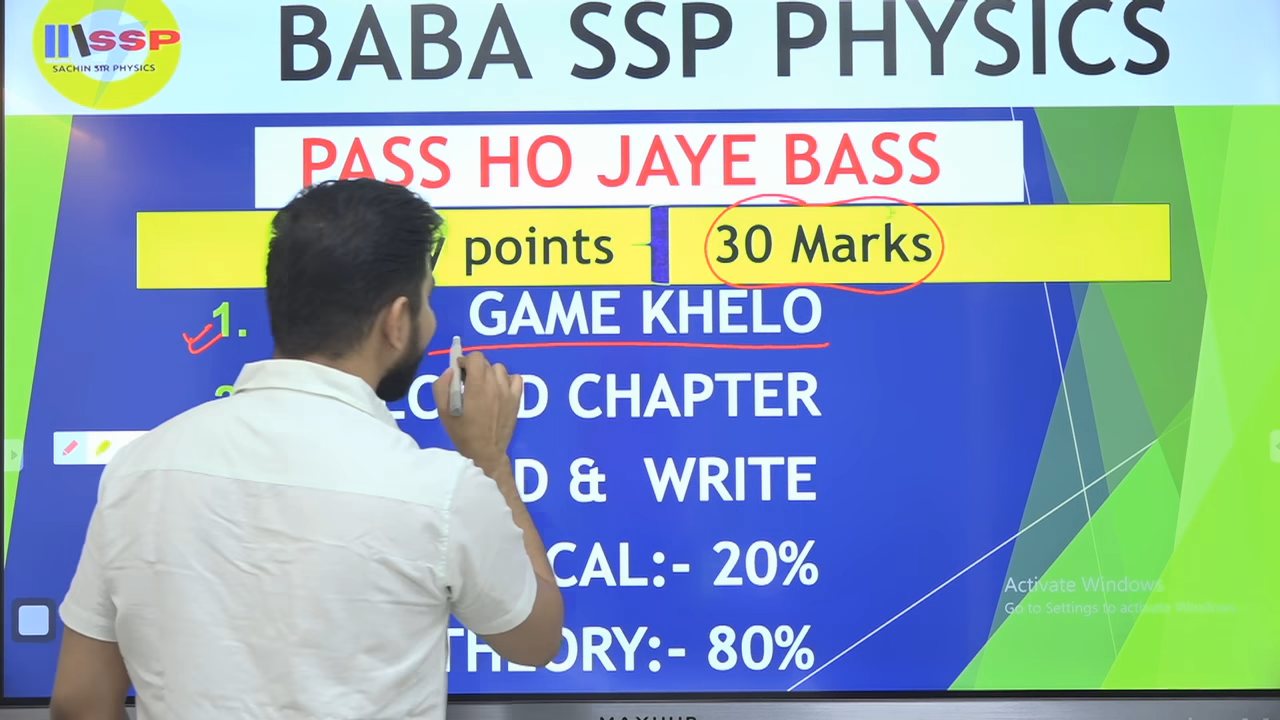 SSP
SACHIN SIR PHYSICS
BABA SSP PHYSICS
PASS HO JAYE BASS
points 30 Marks
1. GAME KHELO
CHAPTER
& WRITE
20%
THEORY:- 80%
Activate Windows
Go to Settings to activate Windows.